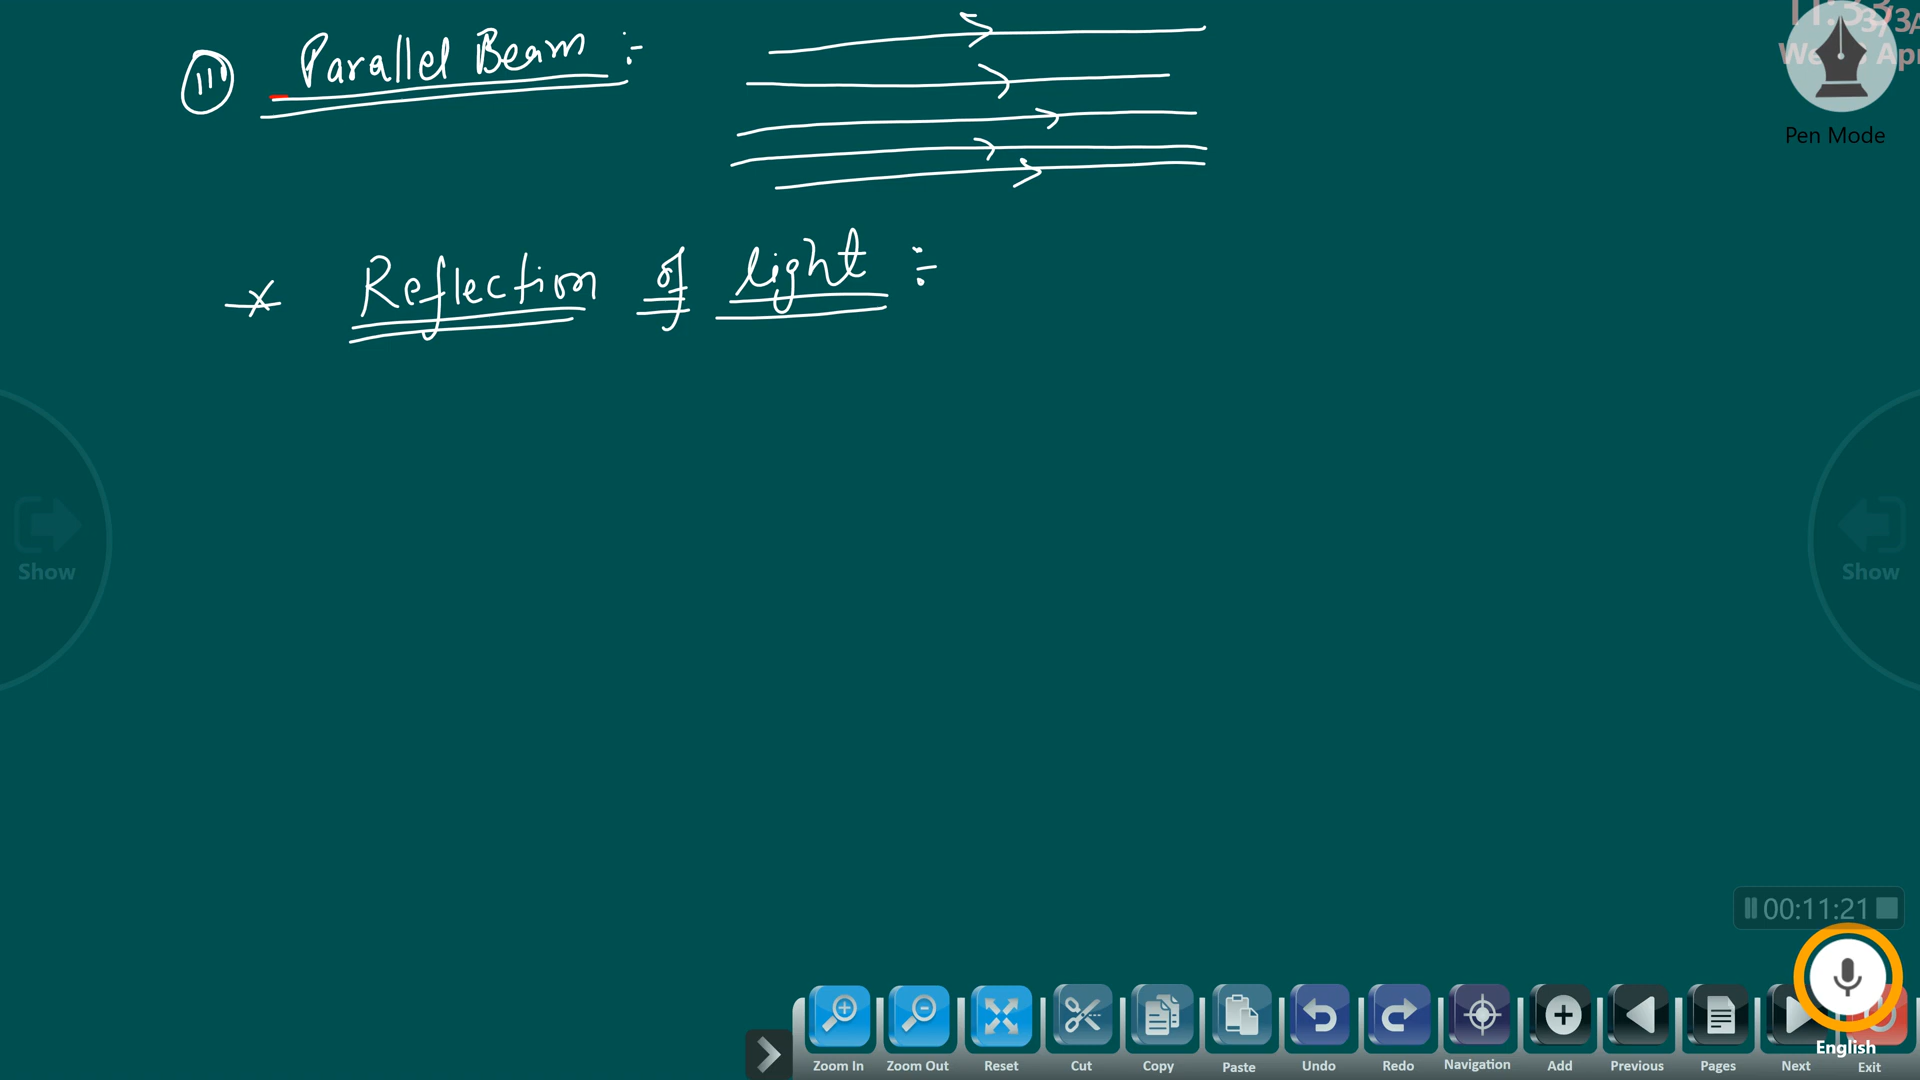 (iii) Parallel Beam :-
* Reflection of light :-
Pen Mode
Show
Show
00:11:21
Zoom In Zoom Out Reset Cut Copy Paste Undo Redo Navigation Add Previous Pages Next Exit
English